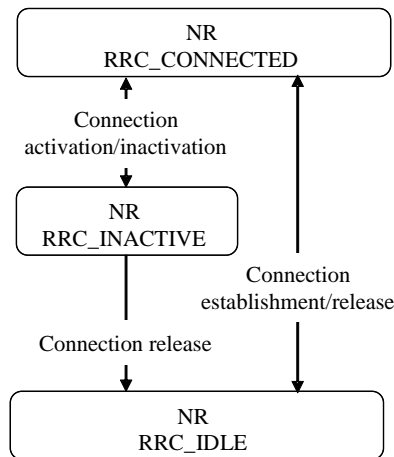 NR
RRC_CONNECTED
Connection
activation/inactivation
NR
RRC_INACTIVE
Connection
establishment/release
Connection release
NR
RRC_IDLE